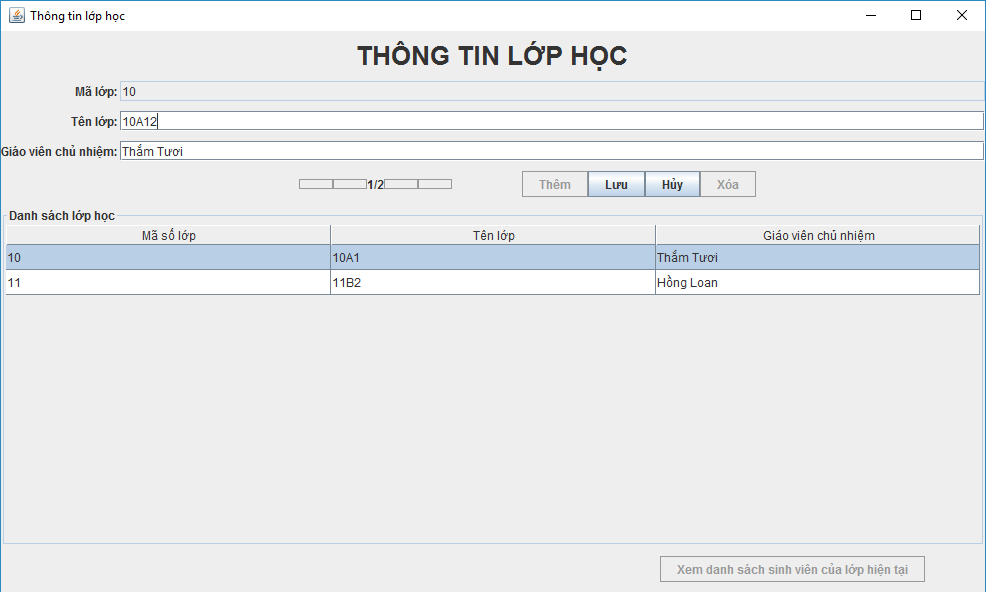 Thông tin lớp học
THÔNG TIN LỚP HỌC
Mã lớp: 10
Tên lớp: 10A12
Giáo viên chủ nhiệm: Thắm Tươi
1/2 Thêm Lưu Hủy Xóa
Danh sách lớp học
Mã số lớp Tên lớp Giáo viên chủ nhiệm
10 10A1 Thắm Tươi
11 11B2 Hồng Loan
Xem danh sách sinh viên của lớp hiện tại